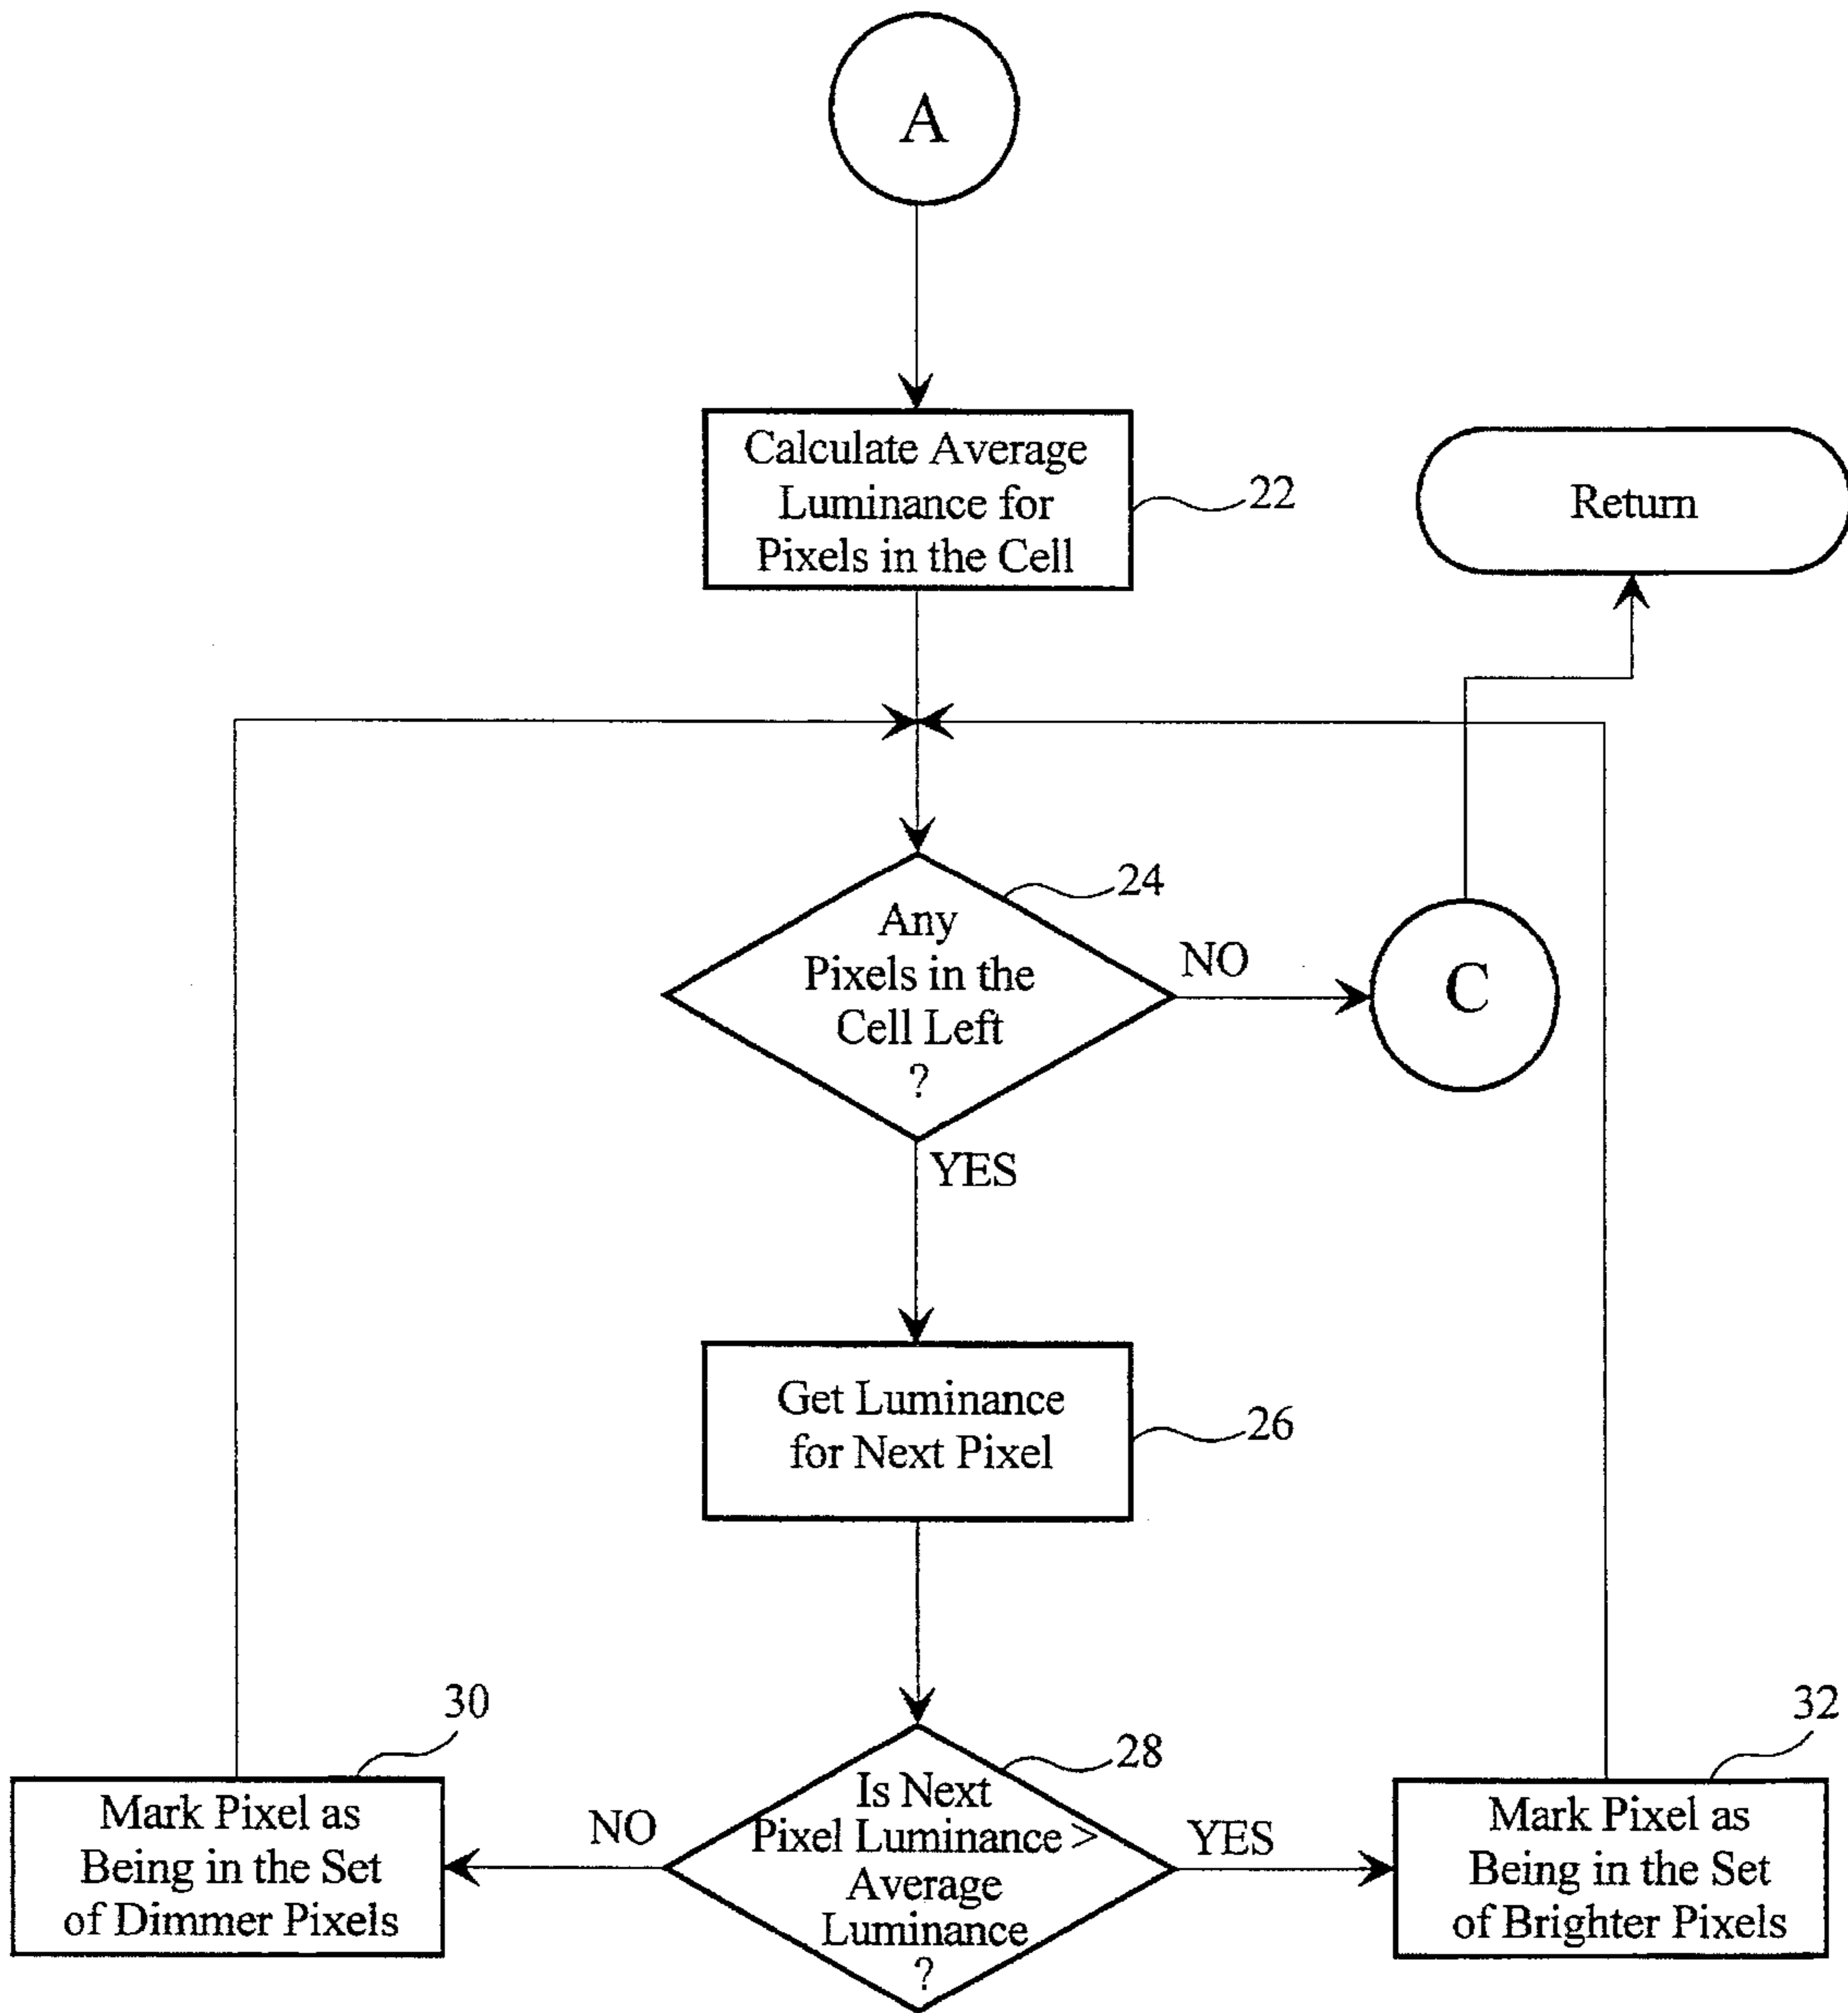 A
Calculate Average
Luminance for
Pixels in the Cell
22
Return
24
Any
Pixels in the
Cell Left
?
NO
C
YES
Get Luminance
for Next Pixel
26
30
Mark Pixel as
Being in the Set
of Dimmer Pixels
NO
28
Is Next
Pixel Luminance >
Average
Luminance
?
YES
32
Mark Pixel as
Being in the Set
of Brighter Pixels